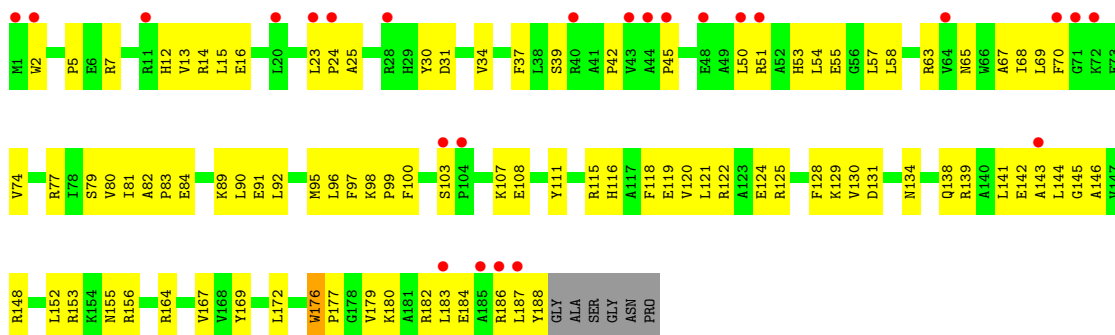 M1 W2 P5 E6 R7 R11 H12 V13 R14 L15 E16 L20 L23 P24 A25 R28 H29 Y30 D31 V34 F37 L38 S39 R40 A41 P42 V43 A44 P45 E48 A49 L50 R51 A52 H53 L54 E55 G56 L57 L58 R63 V64 N65 W66 A67 I68 L69 F70 G71 K72
V74 R77 I78 S79 V80 I81 A82 P83 E84 K89 L90 E91 L92 M95 L96 F97 K98 P99 F100 S103 P104 K107 E108 Y111 R115 H116 A117 F118 E119 V120 L121 R122 A123 E124 R125 F128 K129 V130 D131 N134 Q138 R139 A140 L141 E142 A143 L144 G145 A146
R148 L152 R153 K154 N155 R156 R164 V167 V168 Y169 L172 W176 P177 G178 V179 K180 A181 R182 L183 E184 A185 R186 L187 Y188 GLY ALA SER GLY ASN PRO